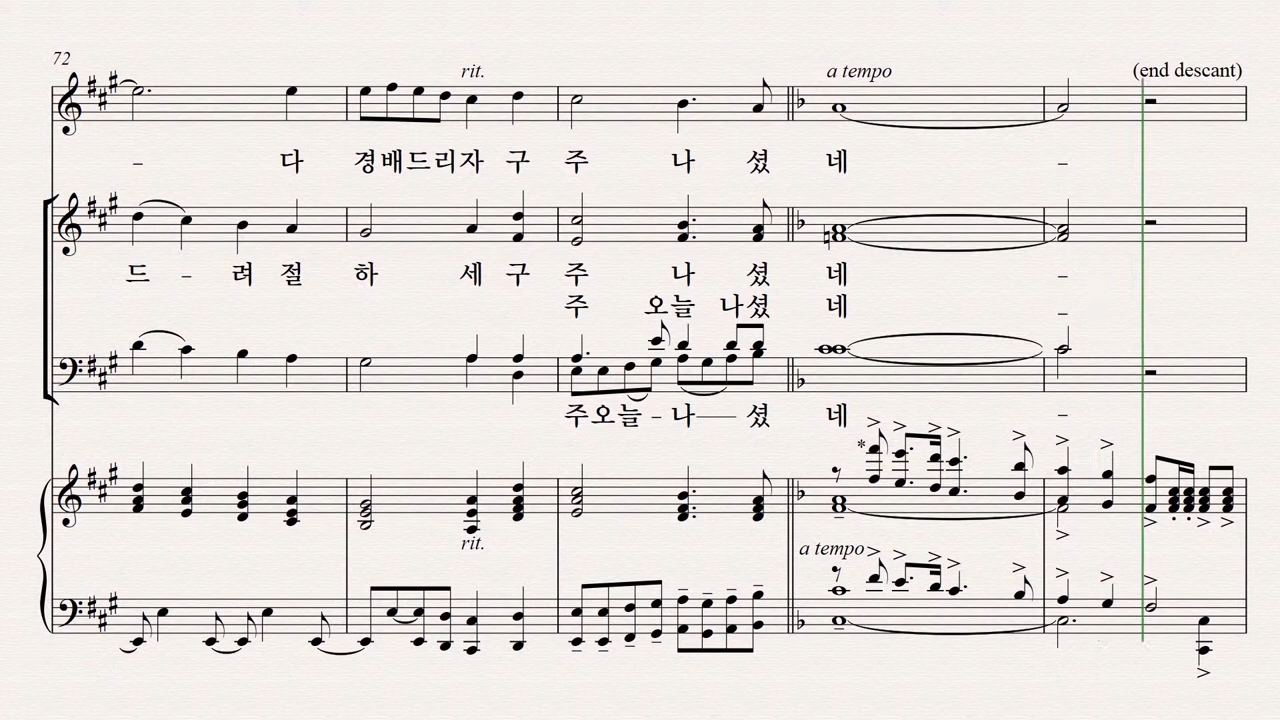 72
rit.
a tempo
(end descant)
– 다 경배드리자 구 주 나 셨 네 –
드 – 려 절 하 세 구 주 나 셨 네 –
주 오늘 나셨 네 –
주오늘 – 나 셨 네 –
*
rit.
a tempo